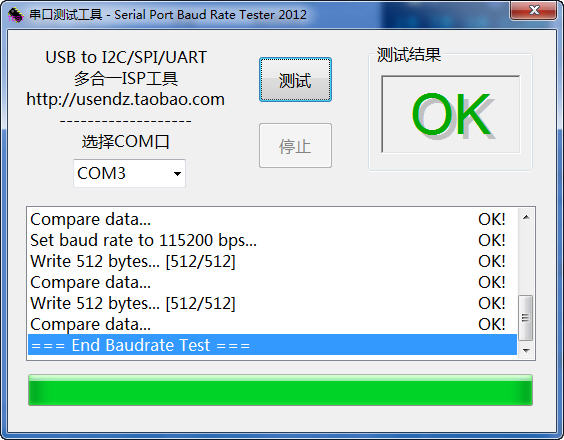 串口测试工具 - Serial Port Baud Rate Tester 2012
USB to I2C/SPI/UART
多合一ISP工具
http://usendz.taobao.com
-------------------
选择COM口
COM3
测试
停止
测试结果
OK
Compare data... OK!
Set baud rate to 115200 bps... OK!
Write 512 bytes... [512/512] OK!
Compare data... OK!
Write 512 bytes... [512/512] OK!
Compare data... OK!
=== End Baudrate Test ===